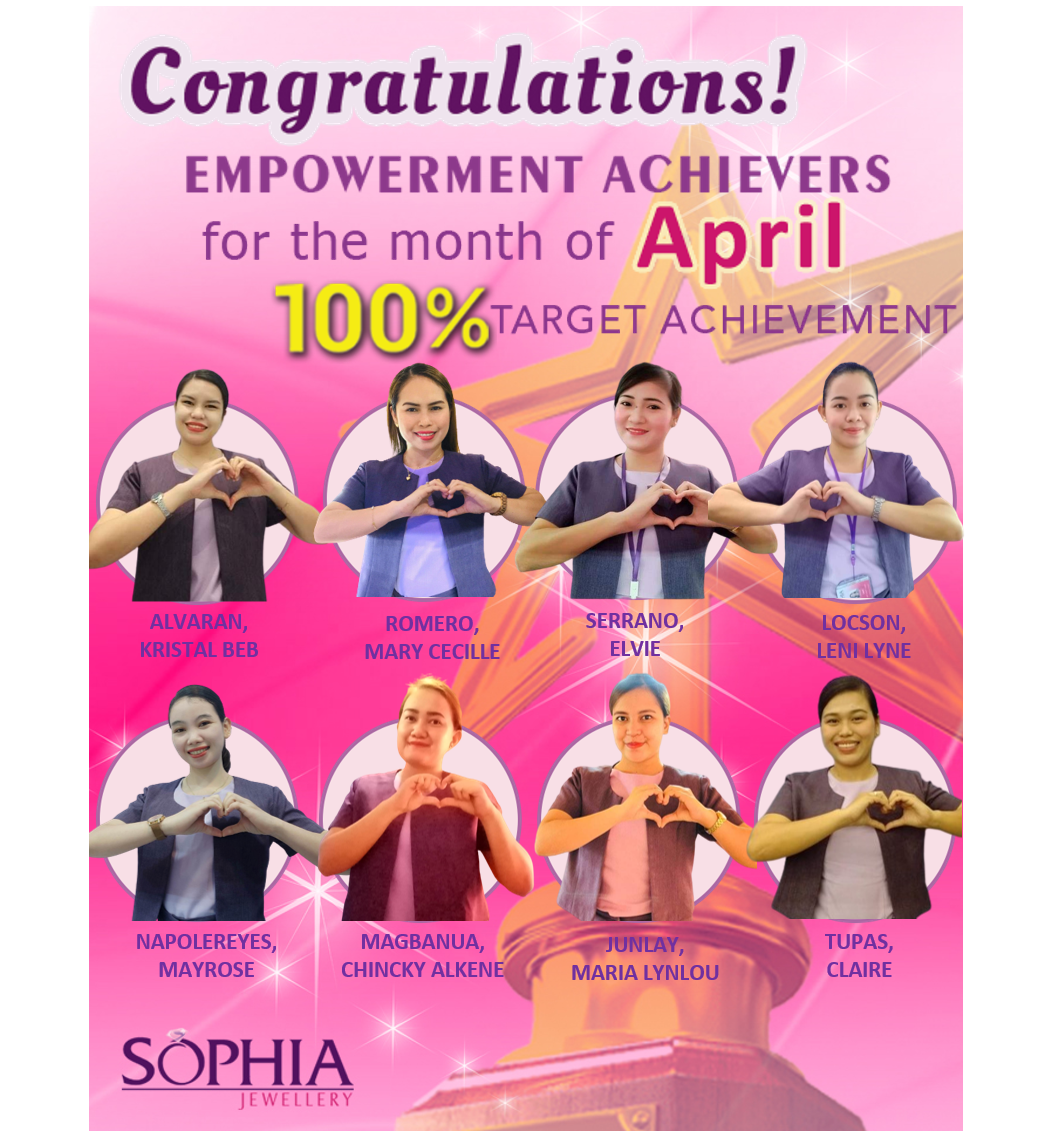 Congratulations!
EMPOWERMENT ACHIEVERS
for the month of April
100% TARGET ACHIEVEMENT
ALVARAN,
KRISTAL BEB
ROMERO,
MARY CECILLE
SERRANO,
ELVIE
LOCSON,
LENI LYNE
NAPOLEREYES,
MAYROSE
MAGBANUA,
CHINCKY ALKENE
JUNLAY,
MARIA LYNLOU
TUPAS,
CLAIRE
SOPHIA
JEWELLERY